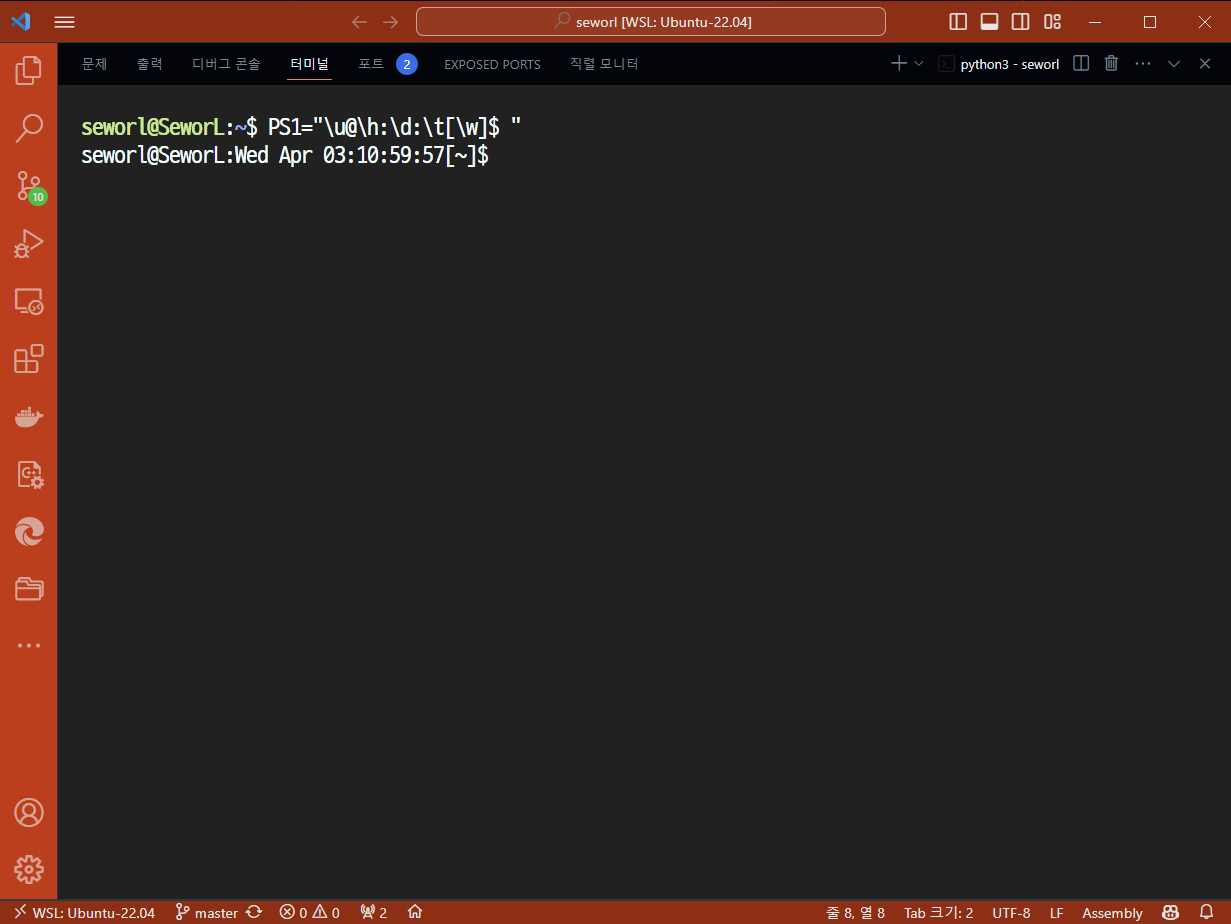 seworl [WSL: Ubuntu-22.04]
문제 출력 디버그 콘솔 터미널 포트 2 EXPOSED PORTS 직렬 모니터 python3 - seworl
seworl@SeworL:~$ PS1="\u@\h:\d:\t[\w]$ "
seworl@SeworL:Wed Apr 03:10:59:57[~]$
10
C++
WSL: Ubuntu-22.04 master 0 0 2 줄 8, 열 8 Tab 크기: 2 UTF-8 LF Assembly